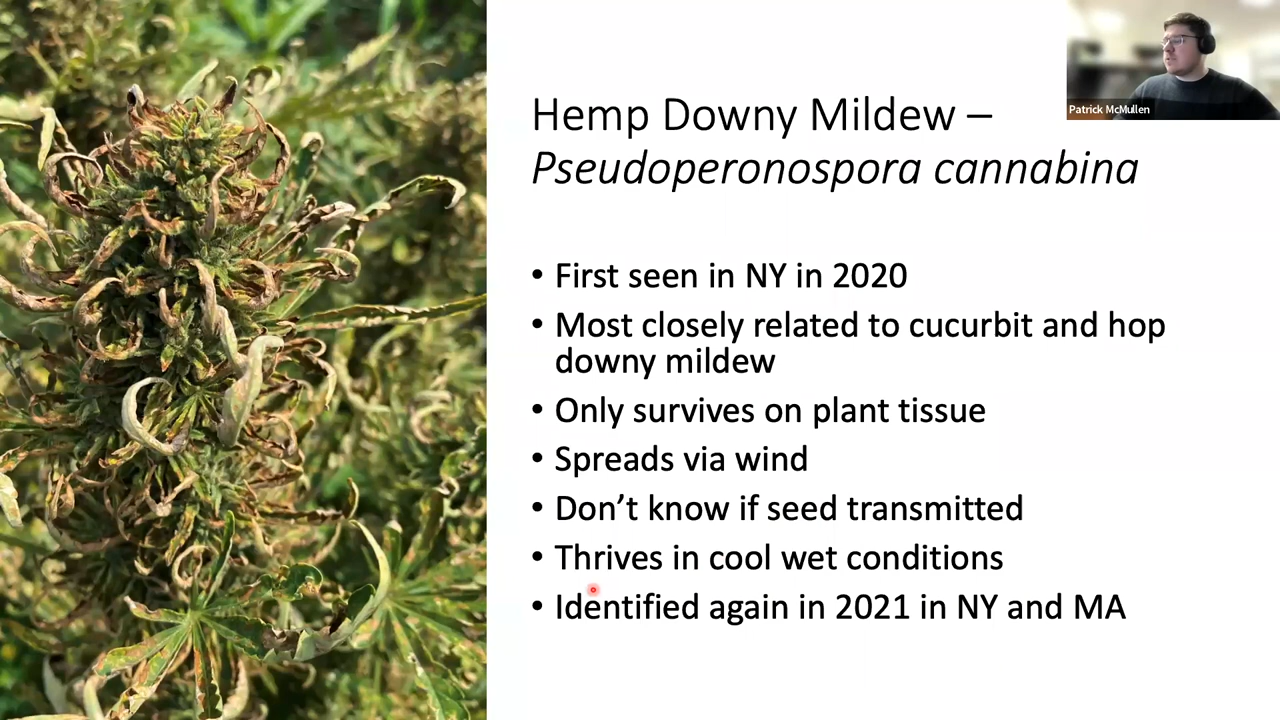 Patrick McMullen
Hemp Downy Mildew –
Pseudoperonospora cannabina
• First seen in NY in 2020
• Most closely related to cucurbit and hop
downy mildew
• Only survives on plant tissue
• Spreads via wind
• Don’t know if seed transmitted
• Thrives in cool wet conditions
• Identified again in 2021 in NY and MA